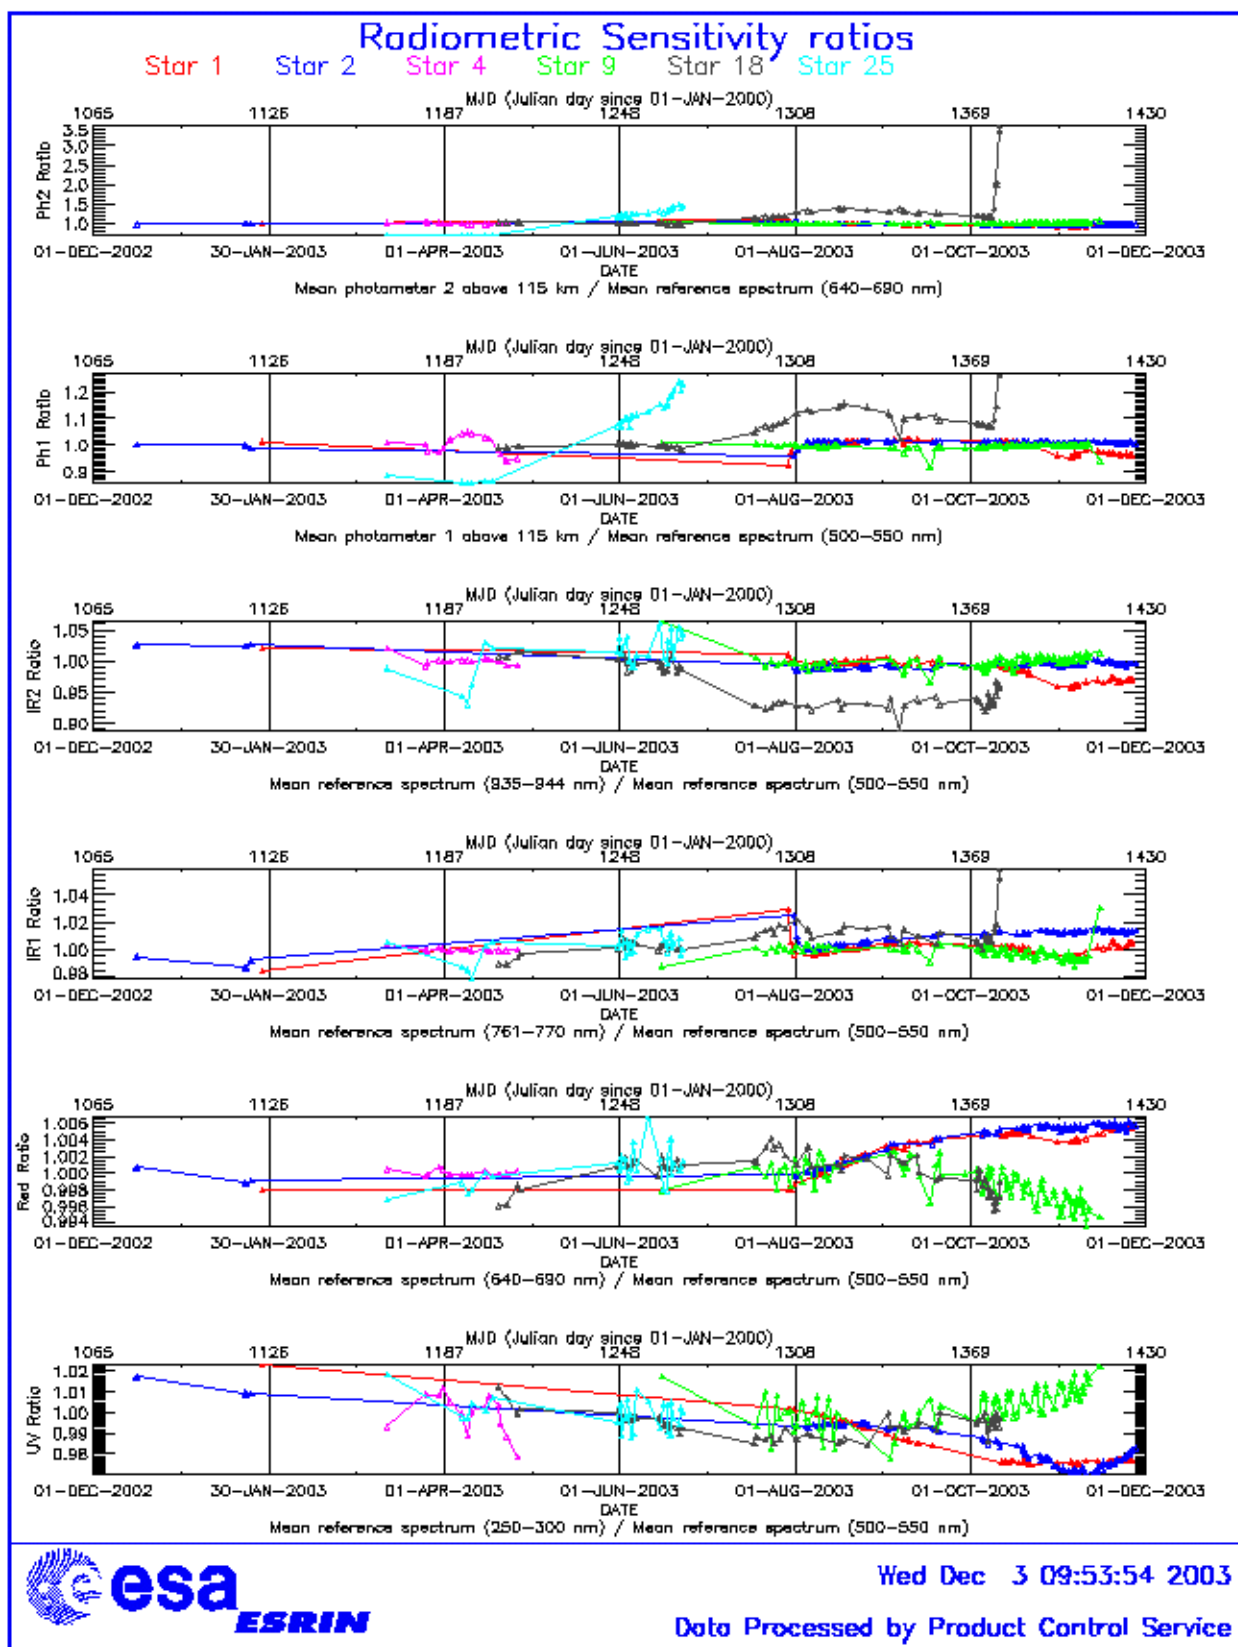 Radiometric Sensitivity ratios
Star 1 Star 2 Star 4 Star 9 Star 18 Star 25
MJD (Julian day since 01-JAN-2000)
1065 1126 1187 1248 1308 1369 1430
Ph2 Ratio
3.5
3.0
2.5
2.0
1.5
1.0
01-DEC-2002 30-JAN-2003 01-APR-2003 01-JUN-2003 01-AUG-2003 01-OCT-2003 01-DEC-2003
DATE
Mean photometer 2 above 115 km / Mean reference spectrum (640-690 nm)
MJD (Julian day since 01-JAN-2000)
1065 1126 1187 1248 1308 1369 1430
Ph1 Ratio
1.2
1.1
1.0
0.9
01-DEC-2002 30-JAN-2003 01-APR-2003 01-JUN-2003 01-AUG-2003 01-OCT-2003 01-DEC-2003
DATE
Mean photometer 1 above 115 km / Mean reference spectrum (500-550 nm)
MJD (Julian day since 01-JAN-2000)
1065 1126 1187 1248 1308 1369 1430
IR2 Ratio
1.05
1.00
0.95
0.90
01-DEC-2002 30-JAN-2003 01-APR-2003 01-JUN-2003 01-AUG-2003 01-OCT-2003 01-DEC-2003
DATE
Mean reference spectrum (935-944 nm) / Mean reference spectrum (500-550 nm)
MJD (Julian day since 01-JAN-2000)
1065 1126 1187 1248 1308 1369 1430
IR1 Ratio
1.04
1.02
1.00
0.98
01-DEC-2002 30-JAN-2003 01-APR-2003 01-JUN-2003 01-AUG-2003 01-OCT-2003 01-DEC-2003
DATE
Mean reference spectrum (761-770 nm) / Mean reference spectrum (500-550 nm)
MJD (Julian day since 01-JAN-2000)
1065 1126 1187 1248 1308 1369 1430
Red Ratio
1.006
1.004
1.002
1.000
0.998
0.996
0.994
01-DEC-2002 30-JAN-2003 01-APR-2003 01-JUN-2003 01-AUG-2003 01-OCT-2003 01-DEC-2003
DATE
Mean reference spectrum (640-690 nm) / Mean reference spectrum (500-550 nm)
MJD (Julian day since 01-JAN-2000)
1065 1126 1187 1248 1308 1369 1430
UV Ratio
1.02
1.01
1.00
0.99
0.98
01-DEC-2002 30-JAN-2003 01-APR-2003 01-JUN-2003 01-AUG-2003 01-OCT-2003 01-DEC-2003
DATE
Mean reference spectrum (250-300 nm) / Mean reference spectrum (500-550 nm)
esa
ESRIN
Wed Dec 3 09:53:54 2003
Data Processed by Product Control Service